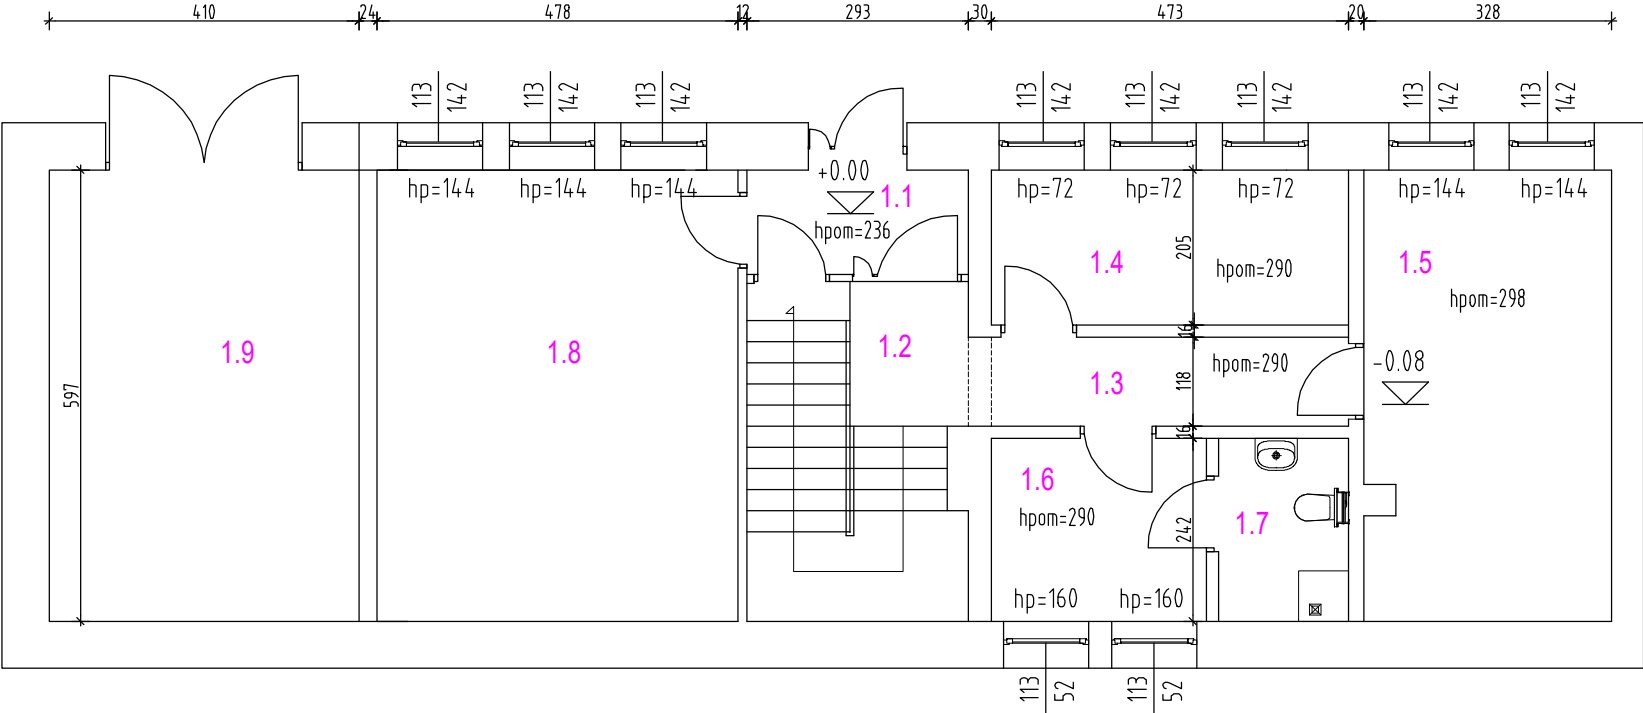 410 24 478 12 293 30 473 20 328
113 142 113 142 113 142 113 142 113 142 113 142 113 142 113 142
hp=144 hp=144 hp=144 +0.00 1.1 hp=72 hp=72 hp=72 hp=144 hp=144
hpom=236
205
1.4 hpom=290 1.5
hpom=298
16
1.9 1.8 1.2
hpom=290 -0.08
597 1.3 118
16
1.6
hpom=290 242 1.7
hp=160 hp=160
113 52 113 52